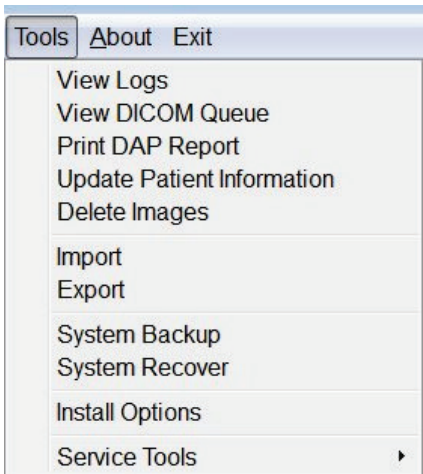 Tools About Exit
View Logs
View DICOM Queue
Print DAP Report
Update Patient Information
Delete Images
Import
Export
System Backup
System Recover
Install Options
Service Tools